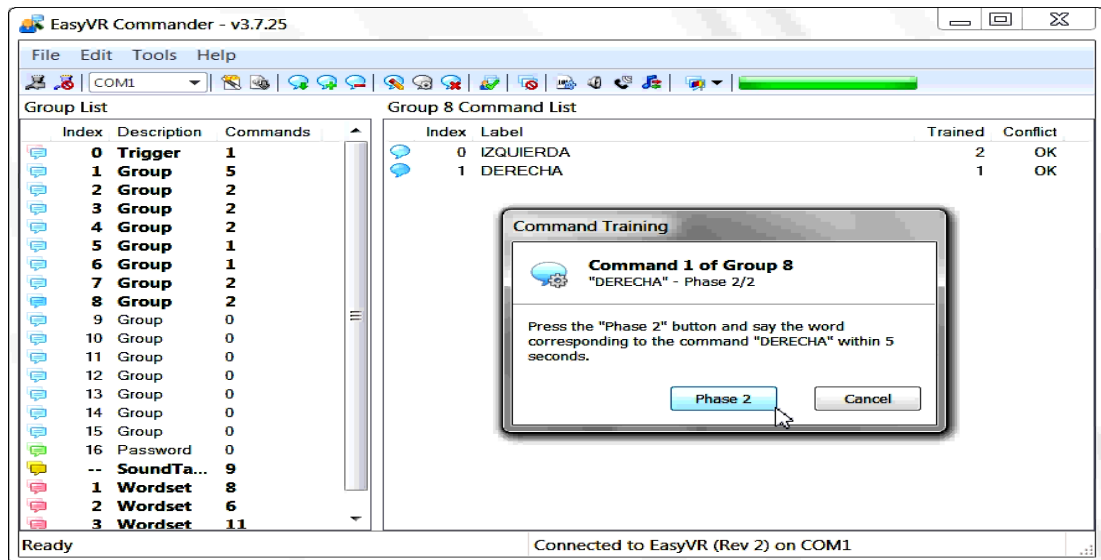 EasyVR Commander - v3.7.25
File Edit Tools Help
COM1
Group List
Index Description Commands
0 Trigger 1
1 Group 5
2 Group 2
3 Group 2
4 Group 2
5 Group 1
6 Group 1
7 Group 2
8 Group 2
9 Group 0
10 Group 0
11 Group 0
12 Group 0
13 Group 0
14 Group 0
15 Group 0
16 Password 0
-- SoundTa... 9
1 Wordset 8
2 Wordset 6
3 Wordset 11
Group 8 Command List
Index Label Trained Conflict
0 IZQUIERDA 2 OK
1 DERECHA 1 OK
Command Training
Command 1 of Group 8
"DERECHA" - Phase 2/2
Press the "Phase 2" button and say the word
corresponding to the command "DERECHA" within 5
seconds.
Phase 2 Cancel
Ready Connected to EasyVR (Rev 2) on COM1